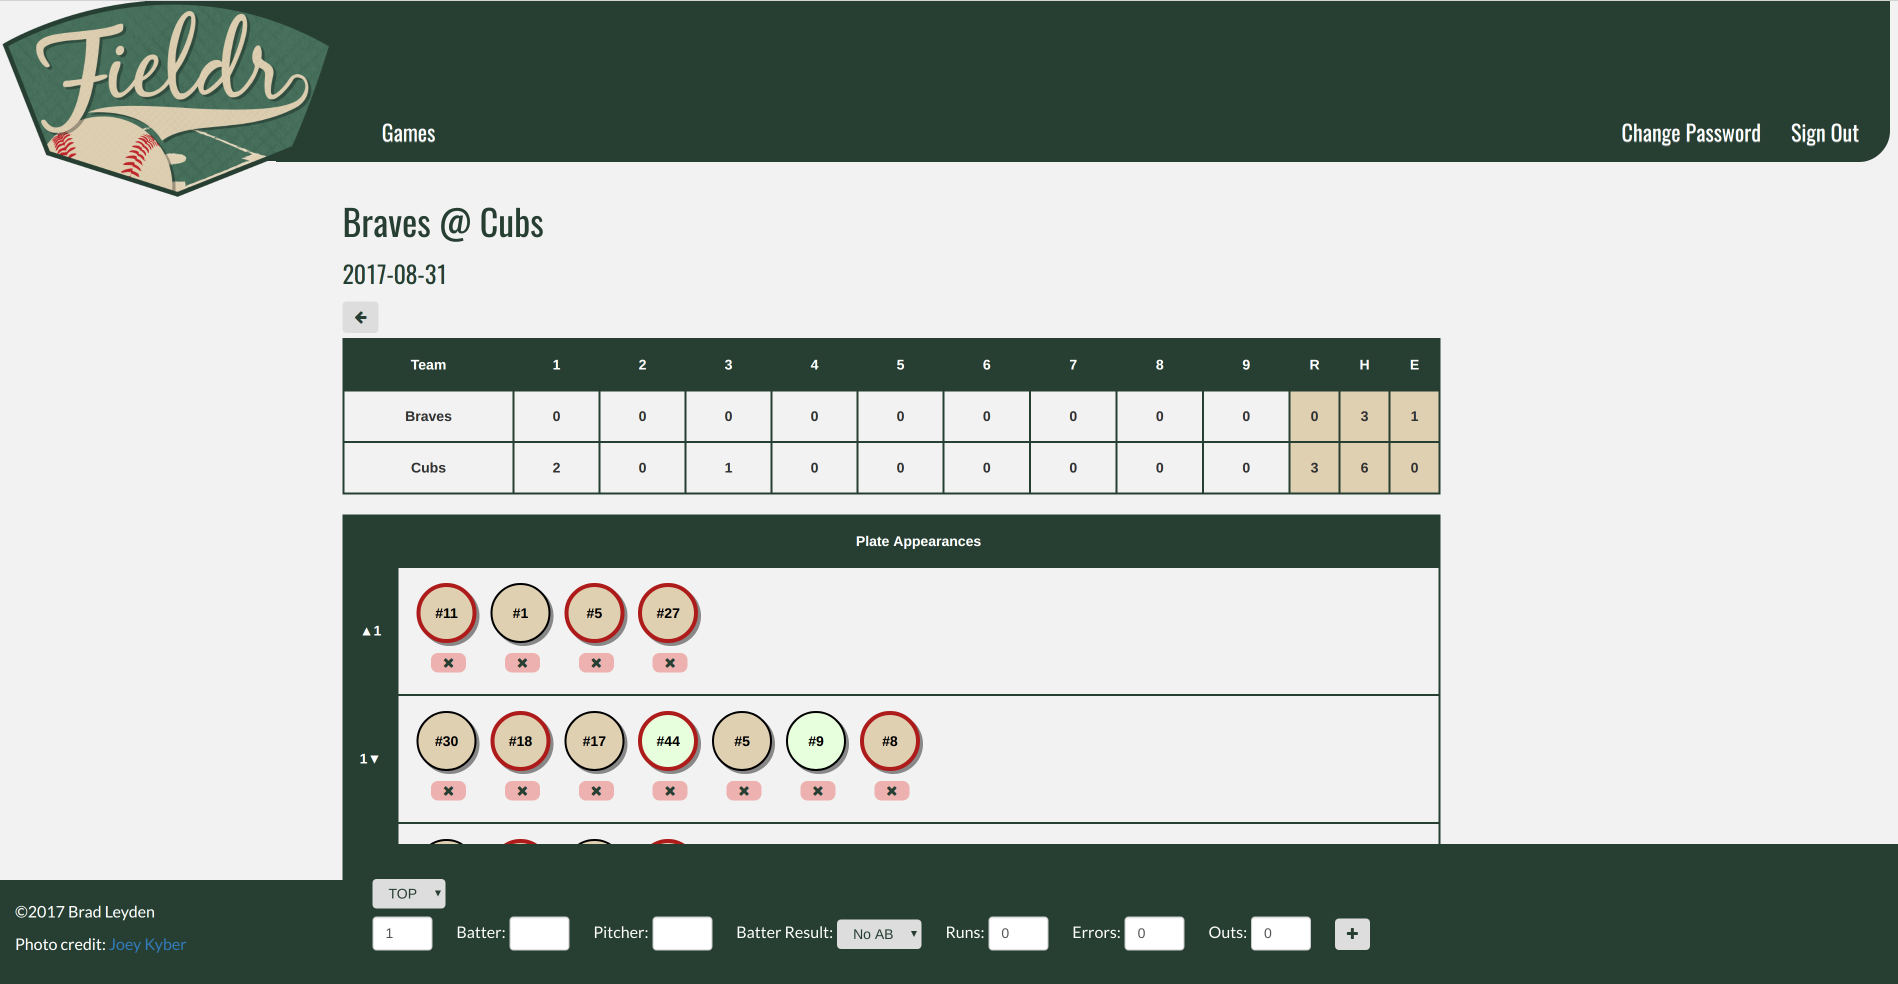 Fieldr
Games Change Password Sign Out
Braves @ Cubs
2017-08-31
Team 1 2 3 4 5 6 7 8 9 R H E
Braves 0 0 0 0 0 0 0 0 0 0 3 1
Cubs 2 0 1 0 0 0 0 0 0 3 6 0
Plate Appearances
▲1 #11 #1 #5 #27
1▼ #30 #18 #17 #44 #5 #9 #8
TOP
1 Batter: Pitcher: Batter Result: No AB Runs: 0 Errors: 0 Outs: 0
©2017 Brad Leyden
Photo credit: Joey Kyber